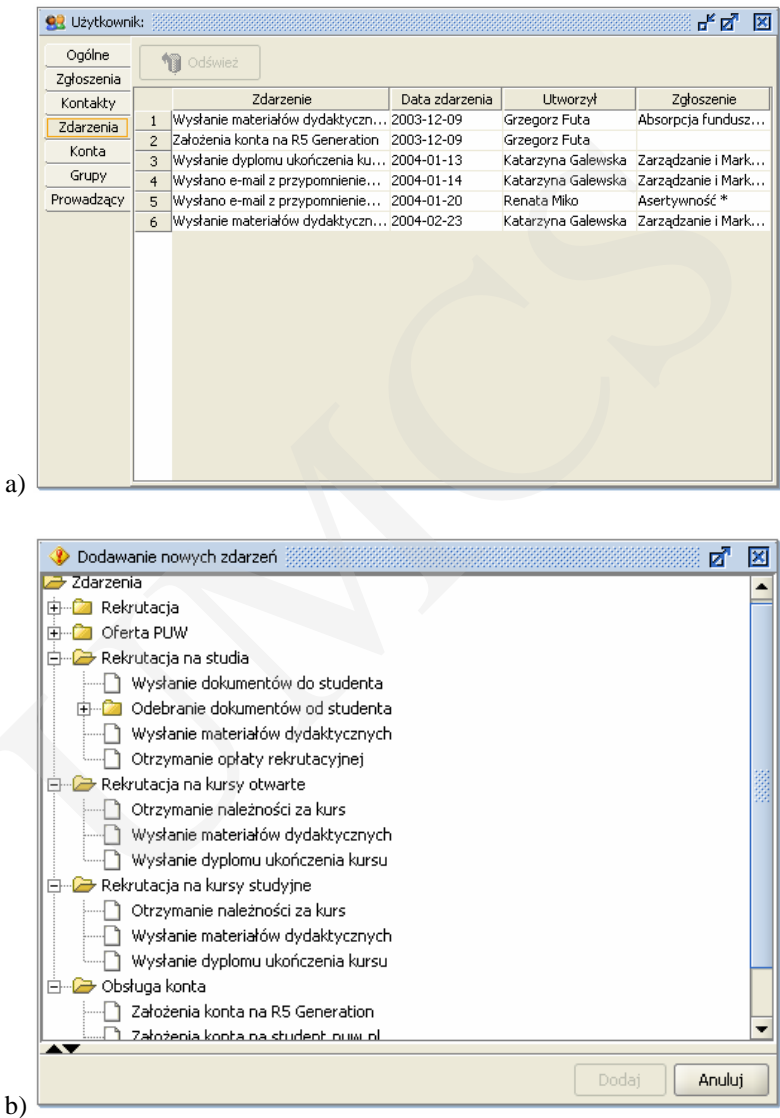 Użytkownik:
Ogólne
Zgłoszenia
Kontakty
Zdarzenia
Konta
Grupy
Prowadzący
Odśwież
Zdarzenie Data zdarzenia Utworzył Zgłoszenie
1 Wysłanie materiałów dydaktyczn... 2003-12-09 Grzegorz Futa Absorpcja fundusz...
2 Założenia konta na R5 Generation 2003-12-09 Grzegorz Futa
3 Wysłanie dyplomu ukończenia ku... 2004-01-13 Katarzyna Galewska Zarządzanie i Mark...
4 Wysłano e-mail z przypomnienie... 2004-01-14 Katarzyna Galewska Zarządzanie i Mark...
5 Wysłano e-mail z przypomnienie... 2004-01-20 Renata Miko Asertywność *
6 Wysłanie materiałów dydaktyczn... 2004-02-23 Katarzyna Galewska Zarządzanie i Mark...
a)
Dodawanie nowych zdarzeń
Zdarzenia
Rekrutacja
Oferta PUW
Rekrutacja na studia
Wysłanie dokumentów do studenta
Odebranie dokumentów od studenta
Wysłanie materiałów dydaktycznych
Otrzymanie opłaty rekrutacyjnej
Rekrutacja na kursy otwarte
Otrzymanie należności za kurs
Wysłanie materiałów dydaktycznych
Wysłanie dyplomu ukończenia kursu
Rekrutacja na kursy studyjne
Otrzymanie należności za kurs
Wysłanie materiałów dydaktycznych
Wysłanie dyplomu ukończenia kursu
Obsługa konta
Założenia konta na R5 Generation
Założenia konta na student.puw.pl
Dodaj Anuluj
b)
UMCS